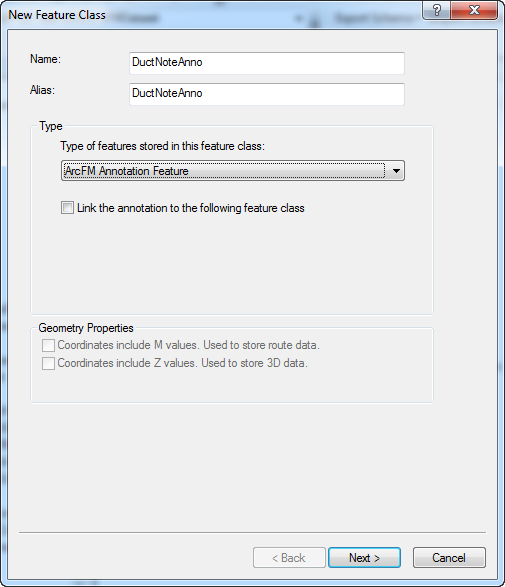 New Feature Class
?
Name:
DuctNoteAnno
Alias:
DuctNoteAnno
Type
Type of features stored in this feature class:
ArcFM Annotation Feature
Link the annotation to the following feature class
Geometry Properties
Coordinates include M values. Used to store route data.
Coordinates include Z values. Used to store 3D data.
< Back
Next >
Cancel